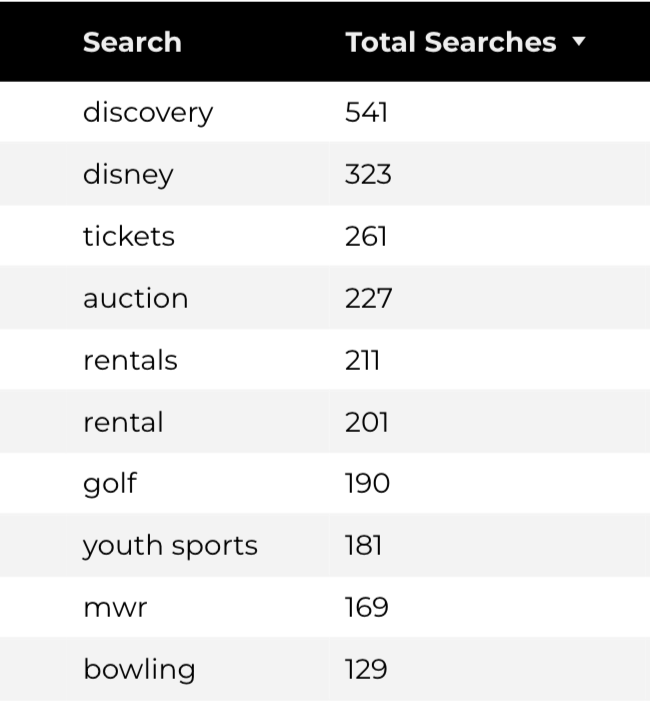 Search Total Searches
discovery 541
disney 323
tickets 261
auction 227
rentals 211
rental 201
golf 190
youth sports 181
mwr 169
bowling 129